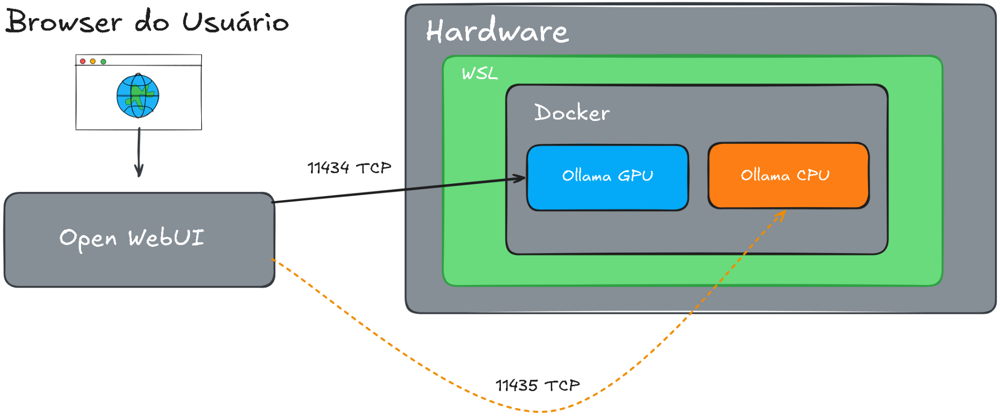 Browser do Usuário
Hardware
WSL
Docker
11434 TCP
Ollama GPU
Ollama CPU
Open WebUI
11435 TCP